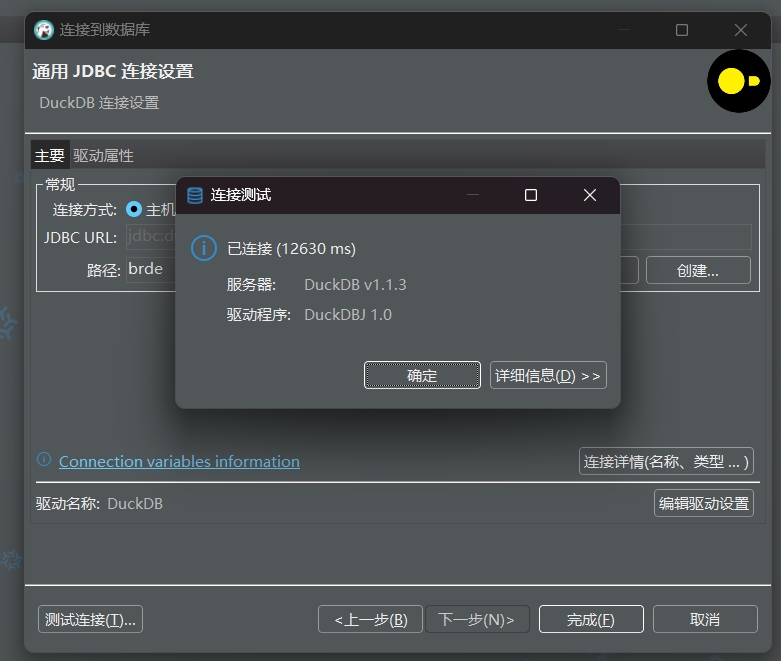 连接到数据库
通用 JDBC 连接设置
DuckDB 连接设置
主要 驱动属性
常规
连接方式: 主机
JDBC URL: jdbc:d
路径: brde
创建...
连接测试
已连接 (12630 ms)
服务器: DuckDB v1.1.3
驱动程序: DuckDBJ 1.0
确定 详细信息(D) >>
Connection variables information
连接详情(名称、类型 ... )
驱动名称: DuckDB
编辑驱动设置
测试连接(T)... <上一步(B) 下一步(N)> 完成(F) 取消